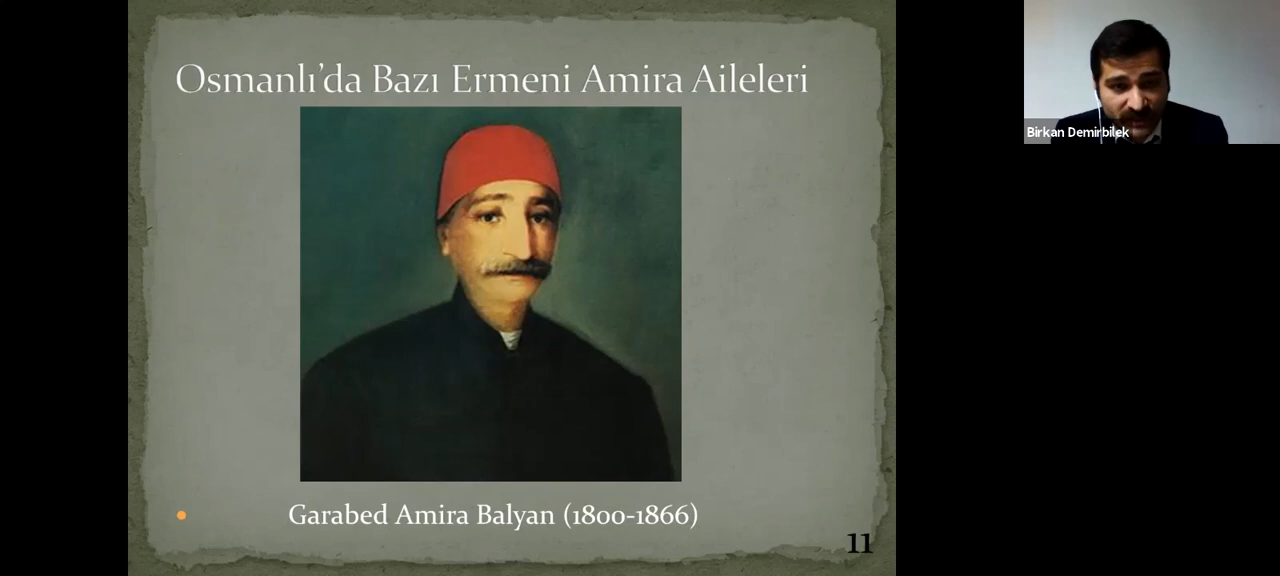 Osmanlı'da Bazı Ermeni Amira Aileleri
Birkan Demirbilek
Garabed Amira Balyan (1800-1866)
11